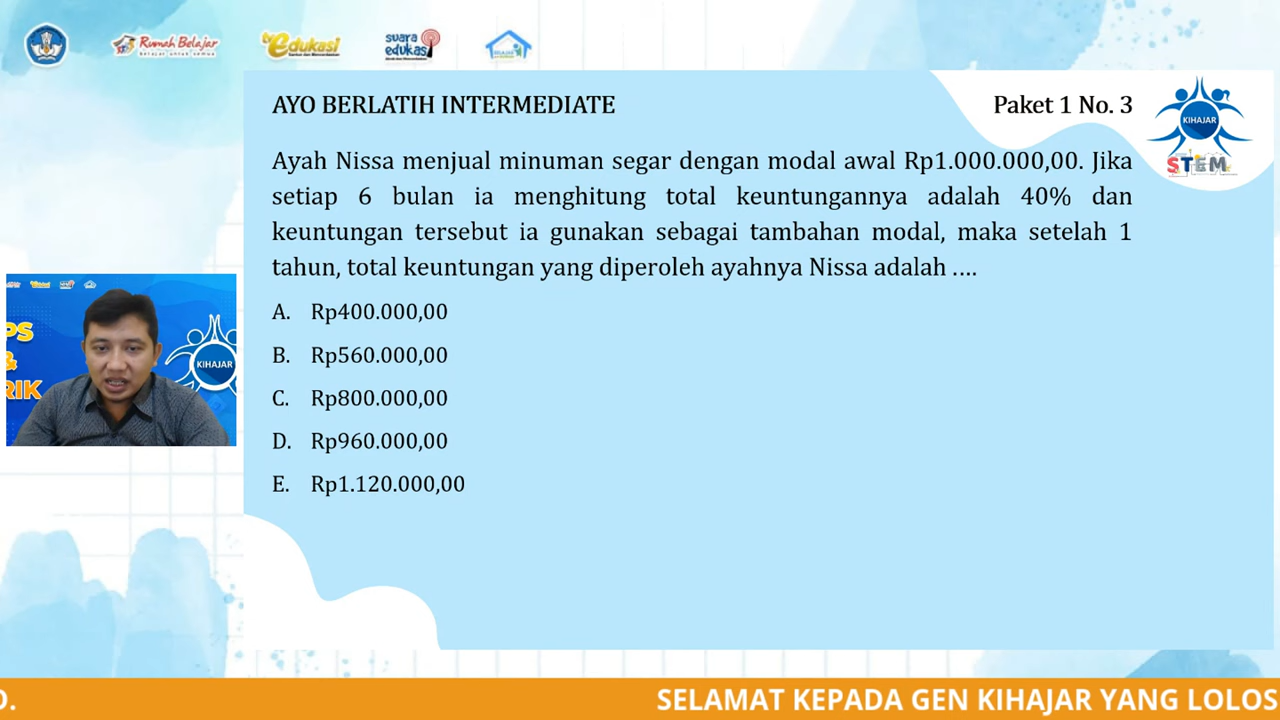 Rumah Belajar
tv edukasi
suara
edukasi
AYO BERLATIH INTERMEDIATE
Paket 1 No. 3
KIHAJAR
STEM
Ayah Nissa menjual minuman segar dengan modal awal Rp1.000.000,00. Jika
setiap 6 bulan ia menghitung total keuntungannya adalah 40% dan
keuntungan tersebut ia gunakan sebagai tambahan modal, maka setelah 1
tahun, total keuntungan yang diperoleh ayahnya Nissa adalah ....
A. Rp400.000,00
B. Rp560.000,00
C. Rp800.000,00
D. Rp960.000,00
E. Rp1.120.000,00
PS
&
RIK
KIHAJAR
O.
SELAMAT KEPADA GEN KIHAJAR YANG LOLOS